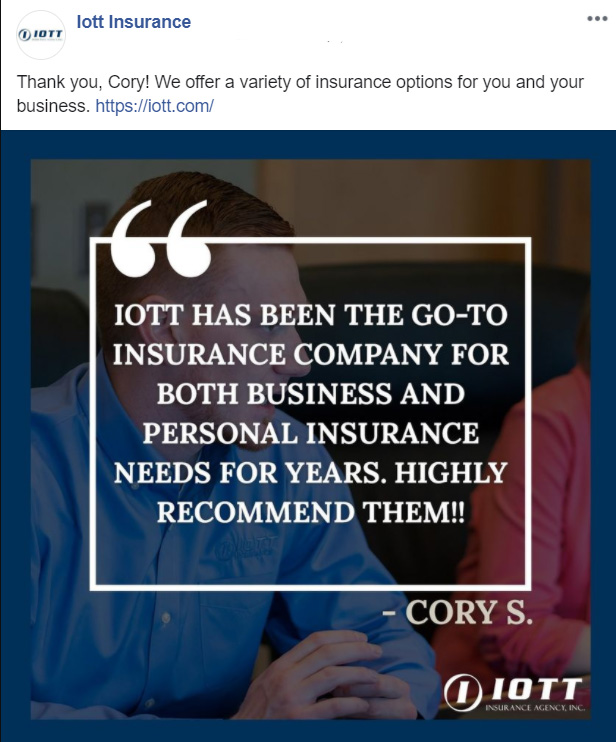 IOTT
Iott Insurance
Thank you, Cory! We offer a variety of insurance options for you and your
business. https://iott.com/
IOTT HAS BEEN THE GO-TO
INSURANCE COMPANY FOR
BOTH BUSINESS AND
PERSONAL INSURANCE
NEEDS FOR YEARS. HIGHLY
RECOMMEND THEM!!
- CORY S.
IOTT
INSURANCE AGENCY, INC.